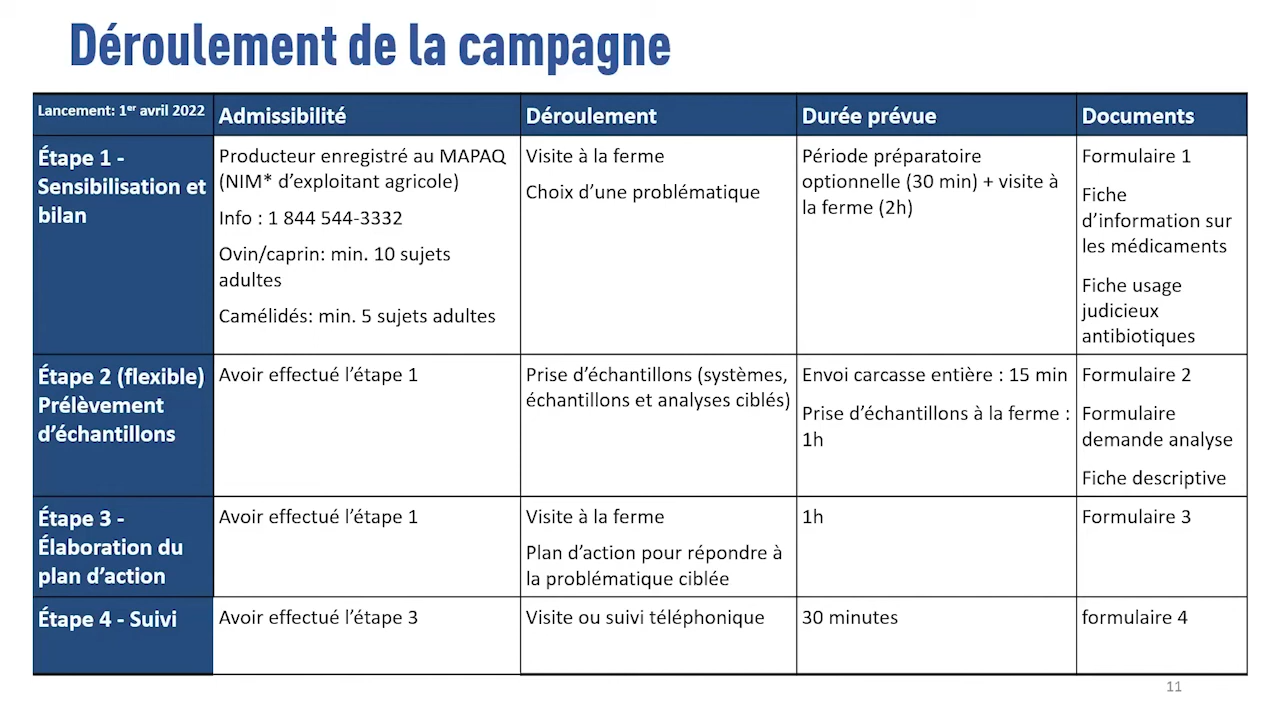 Déroulement de la campagne
Lancement: 1er avril 2022
Admissibilité
Déroulement
Durée prévue
Documents
Étape 1 -
Sensibilisation et
bilan
Producteur enregistré au MAPAQ
(NIM* d’exploitant agricole)
Info : 1 844 544-3332
Ovin/caprin: min. 10 sujets
adultes
Camélidés: min. 5 sujets adultes
Visite à la ferme
Choix d’une problématique
Période préparatoire
optionnelle (30 min) + visite à
la ferme (2h)
Formulaire 1
Fiche
d’information sur
les médicaments
Fiche usage
judicieux
antibiotiques
Étape 2 (flexible)
Prélèvement
d’échantillons
Avoir effectué l’étape 1
Prise d’échantillons (systèmes,
échantillons et analyses ciblés)
Envoi carcasse entière : 15 min
Prise d’échantillons à la ferme :
1h
Formulaire 2
Formulaire
demande analyse
Fiche descriptive
Étape 3 -
Élaboration du
plan d’action
Avoir effectué l’étape 1
Visite à la ferme
Plan d’action pour répondre à
la problématique ciblée
1h
Formulaire 3
Étape 4 - Suivi
Avoir effectué l’étape 3
Visite ou suivi téléphonique
30 minutes
formulaire 4
11